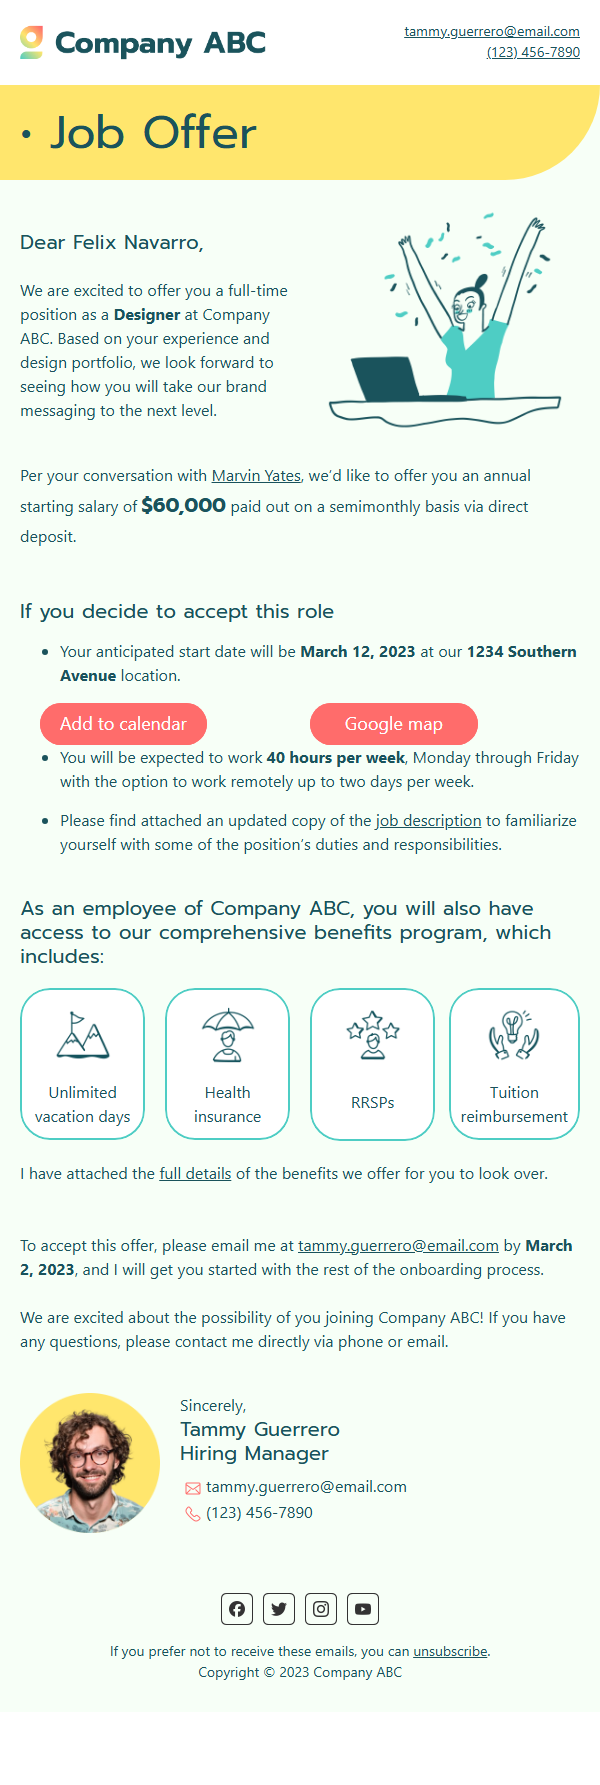 Company ABC
tammy.guerrero@email.com
(123) 456-7890
• Job Offer
Dear Felix Navarro,
We are excited to offer you a full-time
position as a Designer at Company
ABC. Based on your experience and
design portfolio, we look forward to
seeing how you will take our brand
messaging to the next level.
Per your conversation with Marvin Yates, we'd like to offer you an annual
starting salary of $60,000 paid out on a semimonthly basis via direct
deposit.
If you decide to accept this role
• Your anticipated start date will be March 12, 2023 at our 1234 Southern
Avenue location.
Add to calendar
Google map
• You will be expected to work 40 hours per week, Monday through Friday
with the option to work remotely up to two days per week.
• Please find attached an updated copy of the job description to familiarize
yourself with some of the position's duties and responsibilities.
As an employee of Company ABC, you will also have
access to our comprehensive benefits program, which
includes:
Unlimited
vacation days
Health
insurance
RRSPs
Tuition
reimbursement
I have attached the full details of the benefits we offer for you to look over.
To accept this offer, please email me at tammy.guerrero@email.com by March
2, 2023, and I will get you started with the rest of the onboarding process.
We are excited about the possibility of you joining Company ABC! If you have
any questions, please contact me directly via phone or email.
Sincerely,
Tammy Guerrero
Hiring Manager
tammy.guerrero@email.com
(123) 456-7890
If you prefer not to receive these emails, you can unsubscribe.
Copyright © 2023 Company ABC